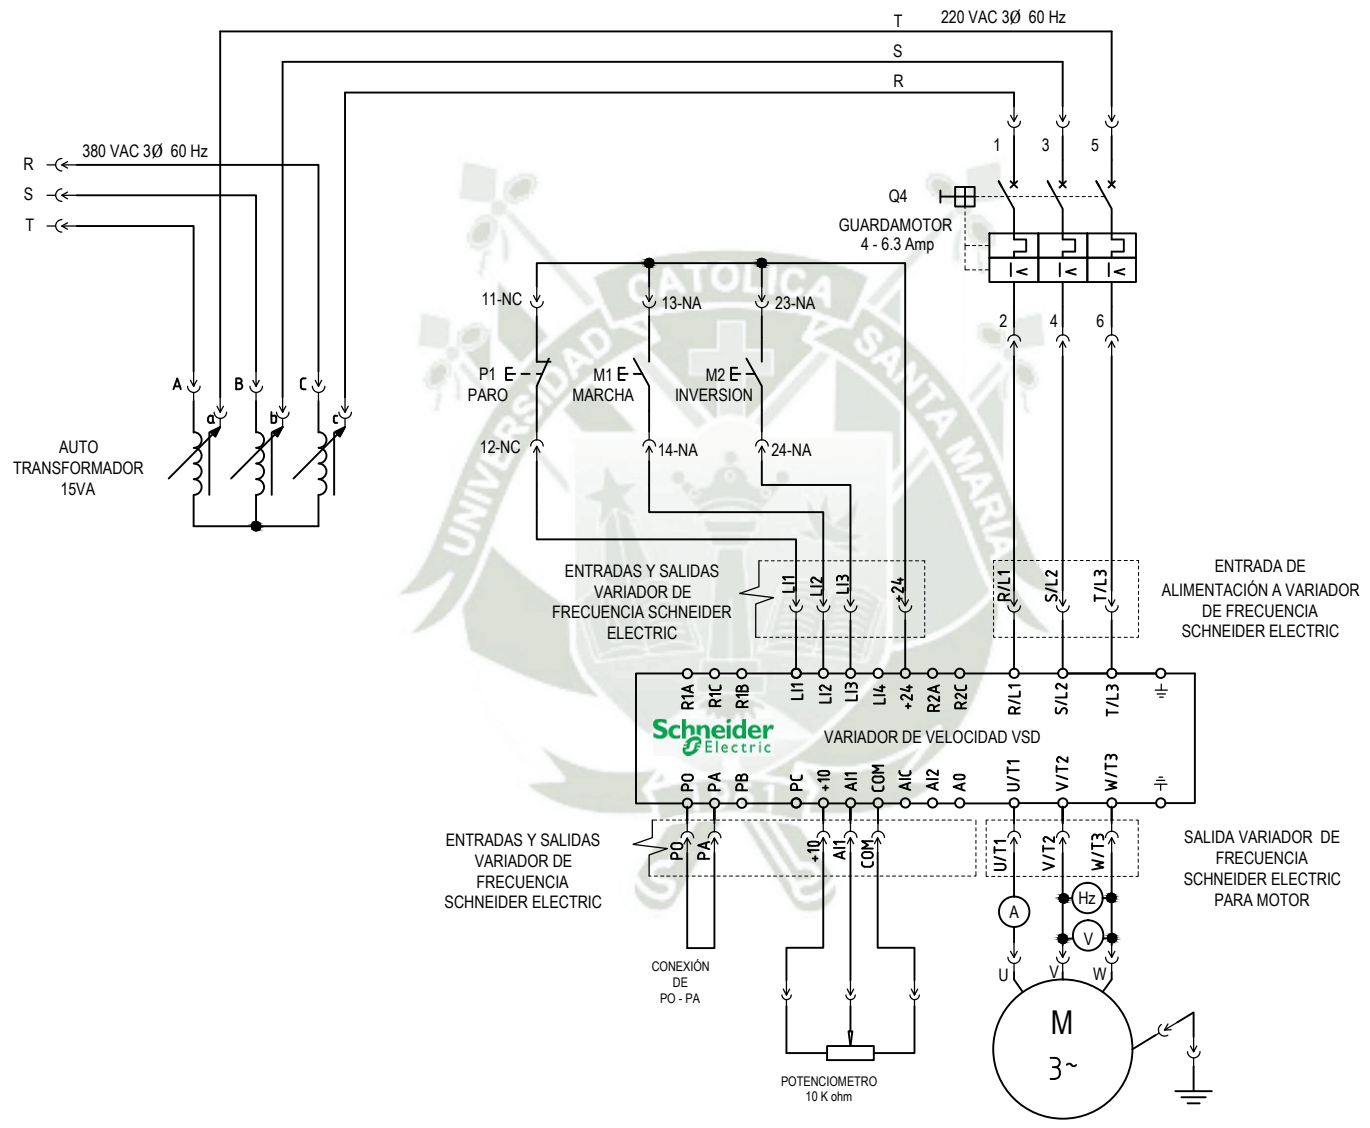 T
220 VAC 3Ø 60 Hz
S
R
380 VAC 3Ø 60 Hz
R
S
T
1
3
5
Q4
GUARDAMOTOR
4 - 6.3 Amp
2
4
6
11-NC
13-NA
23-NA
P1
PARO
M1
MARCHA
M2
INVERSION
12-NC
14-NA
24-NA
A
B
C
a
b
c
AUTO
TRANSFORMADOR
15VA
UNIVERSIDAD CATOLICA SANTA MARIA
ENTRADAS Y SALIDAS
VARIADOR DE
FRECUENCIA SCHNEIDER
ELECTRIC
LI1
LI2
LI3
+24
R/L1
S/L2
T/L3
ENTRADA DE
ALIMENTACIÓN A VARIADOR
DE FRECUENCIA
SCHNEIDER ELECTRIC
R1A
R1C
R1B
LI1
LI2
LI3
LI4
+24
R2A
R2C
R/L1
S/L2
T/L3
Schneider
Electric
VARIADOR DE VELOCIDAD VSD
PO
PA
PB
PC
+10
AI1
COM
AIC
AI2
AO
U/T1
V/T2
W/T3
1961
ENTRADAS Y SALIDAS
VARIADOR DE
FRECUENCIA
SCHNEIDER ELECTRIC
PO
PA
+10
AI1
COM
U/T1
V/T2
W/T3
SALIDA VARIADOR DE
FRECUENCIA
SCHNEIDER ELECTRIC
PARA MOTOR
A
Hz
V
U
V
W
CONEXIÓN
DE
PO - PA
M
3~
POTENCIOMETRO
10 K ohm